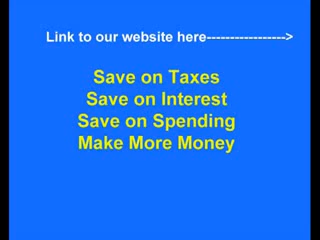 Link to our website here----------------->
Save on Taxes
Save on Interest
Save on Spending
Make More Money